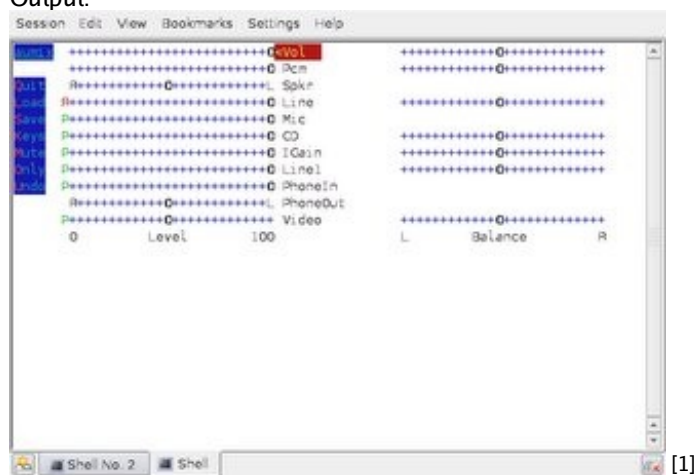 Output:
Session Edit View Bookmarks Settings Help
aumix ++++++++++++++++++++++++O<Vol ++++++++++++O++++++++++++
++++++++++++++++++++++++O Pcm ++++++++++++O++++++++++++
Quit R++++++++++++O++++++++++++L Spkr
Load R++++++++++++++++++++++++O Line ++++++++++++O++++++++++++
Save P++++++++++++++++++++++++O Mic
Keys P++++++++++++++++++++++++O CD ++++++++++++O++++++++++++
Mute P++++++++++++++++++++++++O IGain ++++++++++++O++++++++++++
Only P++++++++++++++++++++++++O Line1 ++++++++++++O++++++++++++
Undo P++++++++++++++++++++++++O PhoneIn
R++++++++++++O++++++++++++L PhoneOut
P++++++++++++O++++++++++++ Video ++++++++++++O++++++++++++
0 Level 100 L Balance R
Shell No. 2 Shell [1]